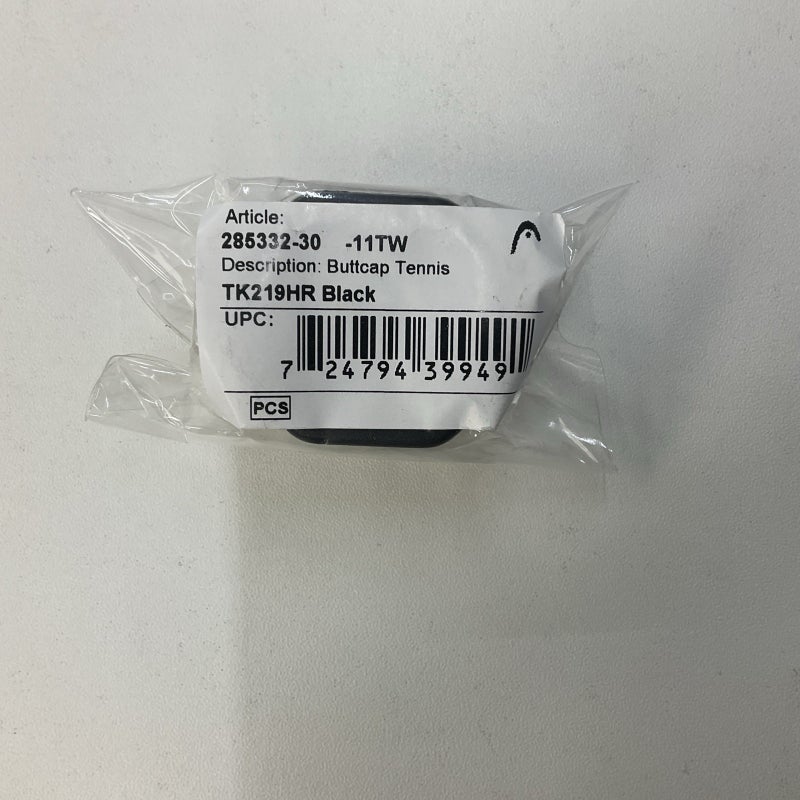 Article:
285332-30 -11TW
Description: Buttcap Tennis
TK219HR Black
UPC:
7 24794 39949
PCS